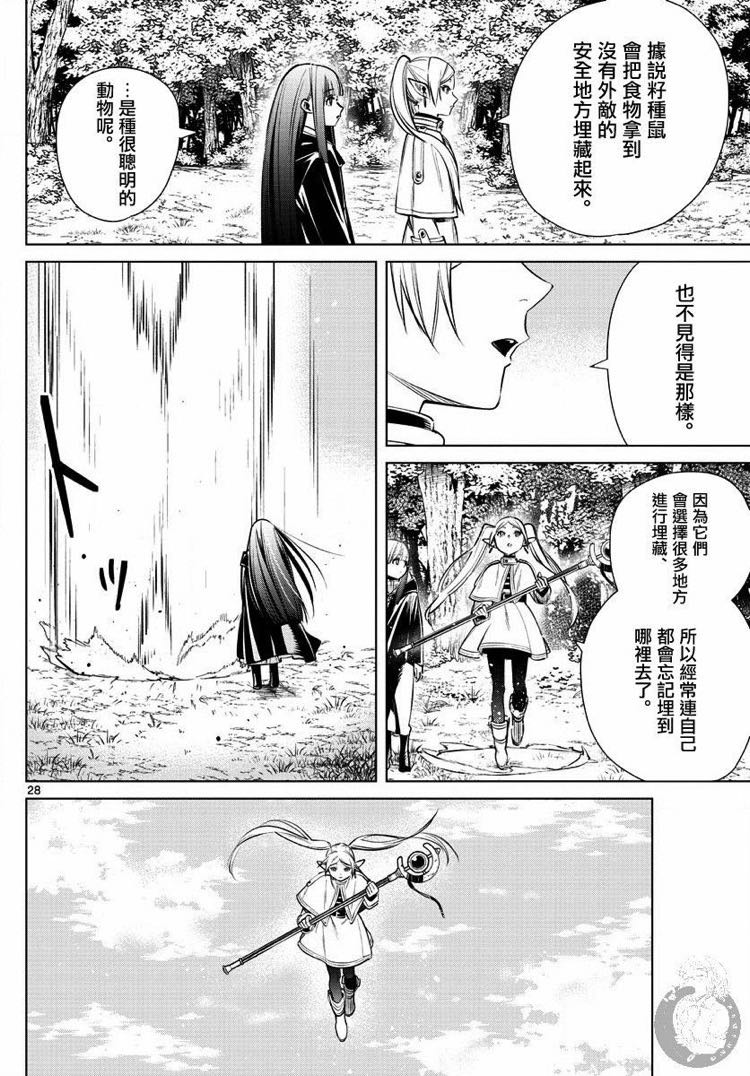 據說籽種鼠
會把食物拿到
沒有外敵的
安全地方埋藏起來。
…是種很聰明的
動物呢。
也不見得是那樣。
因為它們
會選擇很多地方
進行埋藏、
所以經常連自己
都會忘記埋到
哪裡去了。
28